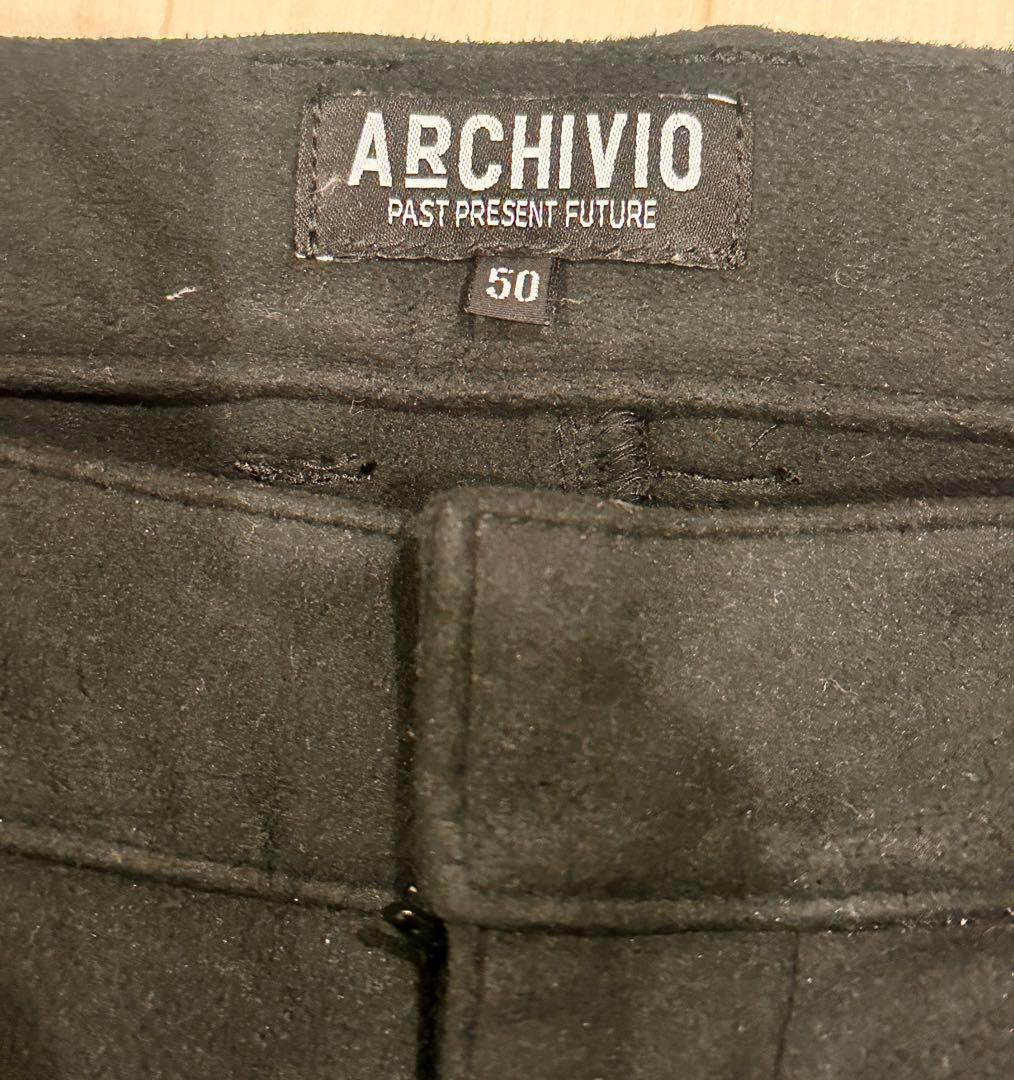 ARCHIVIO
PAST PRESENT FUTURE
50